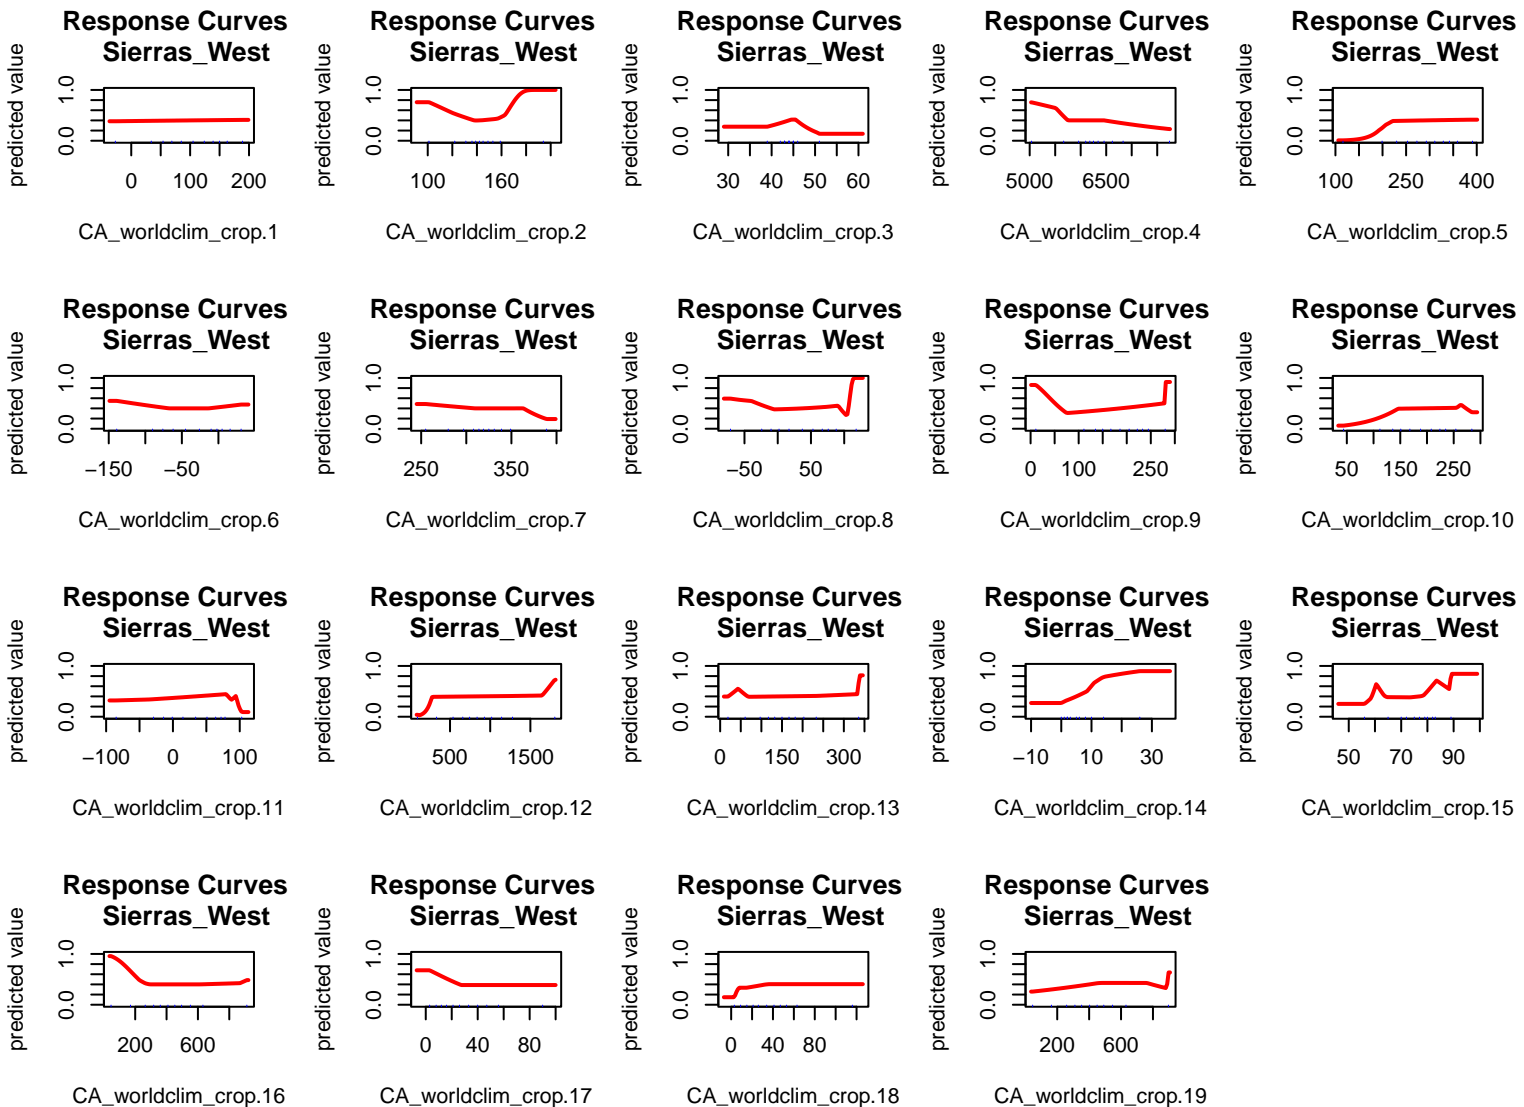 Response Curves
Sierras_West
predicted value
0.0 1.0
0 100 200
CA_worldclim_crop.1
Response Curves
Sierras_West
predicted value
0.0 1.0
100 160
CA_worldclim_crop.2
Response Curves
Sierras_West
predicted value
0.0 1.0
30 40 50 60
CA_worldclim_crop.3
Response Curves
Sierras_West
predicted value
0.0 1.0
5000 6500
CA_worldclim_crop.4
Response Curves
Sierras_West
predicted value
0.0 1.0
100 250 400
CA_worldclim_crop.5
Response Curves
Sierras_West
predicted value
0.0 1.0
−150 −50
CA_worldclim_crop.6
Response Curves
Sierras_West
predicted value
0.0 1.0
250 350
CA_worldclim_crop.7
Response Curves
Sierras_West
predicted value
0.0 1.0
−50 50
CA_worldclim_crop.8
Response Curves
Sierras_West
predicted value
0.0 1.0
0 100 250
CA_worldclim_crop.9
Response Curves
Sierras_West
predicted value
0.0 1.0
50 150 250
CA_worldclim_crop.10
Response Curves
Sierras_West
predicted value
0.0 1.0
−100 0 100
CA_worldclim_crop.11
Response Curves
Sierras_West
predicted value
0.0 1.0
500 1500
CA_worldclim_crop.12
Response Curves
Sierras_West
predicted value
0.0 1.0
0 150 300
CA_worldclim_crop.13
Response Curves
Sierras_West
predicted value
0.0 1.0
−10 10 30
CA_worldclim_crop.14
Response Curves
Sierras_West
predicted value
0.0 1.0
50 70 90
CA_worldclim_crop.15
Response Curves
Sierras_West
predicted value
0.0 1.0
200 600
CA_worldclim_crop.16
Response Curves
Sierras_West
predicted value
0.0 1.0
0 40 80
CA_worldclim_crop.17
Response Curves
Sierras_West
predicted value
0.0 1.0
0 40 80
CA_worldclim_crop.18
Response Curves
Sierras_West
predicted value
0.0 1.0
200 600
CA_worldclim_crop.19